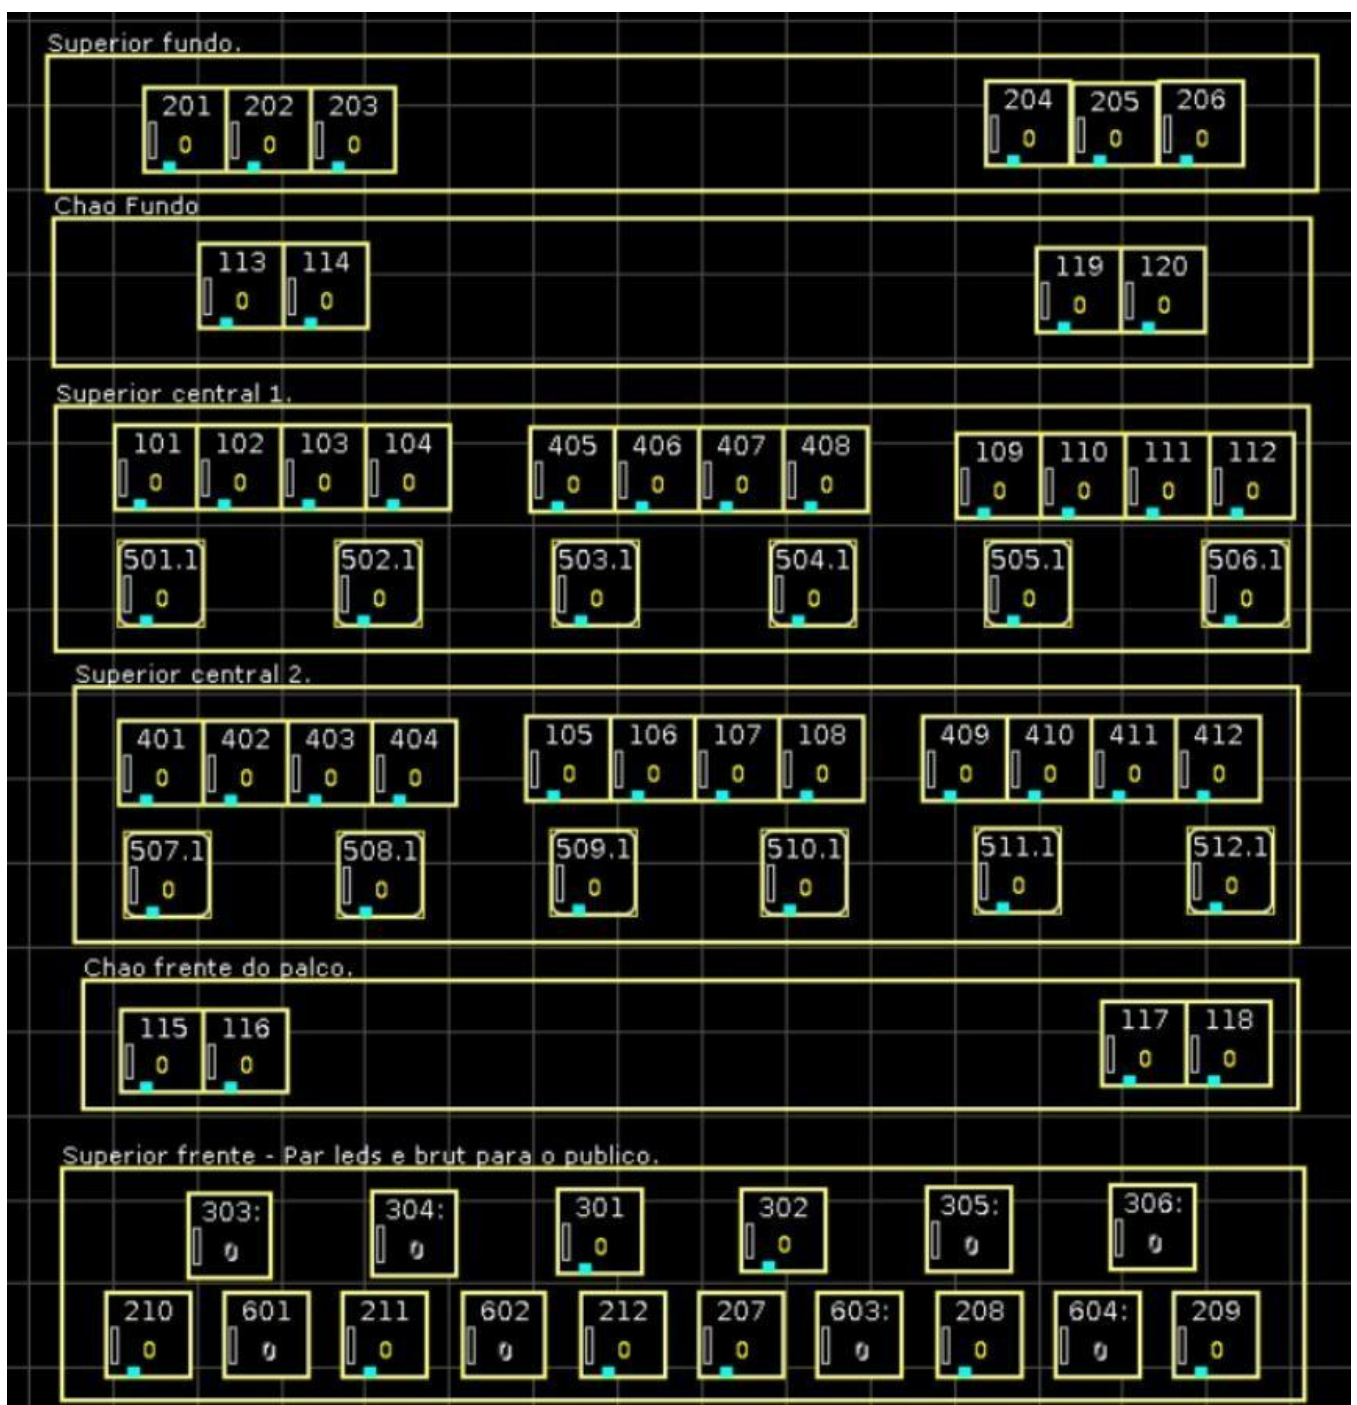 Superior fundo.
201 202 203 204 205 206
0 0 0 0 0 0
Chao Fundo
113 114 119 120
0 0 0 0
Superior central 1.
101 102 103 104 405 406 407 408 109 110 111 112
0 0 0 0 0 0 0 0 0 0 0 0
501.1 502.1 503.1 504.1 505.1 506.1
0 0 0 0 0 0
Superior central 2.
401 402 403 404 105 106 107 108 409 410 411 412
0 0 0 0 0 0 0 0 0 0 0 0
507.1 508.1 509.1 510.1 511.1 512.1
0 0 0 0 0 0
Chao frente do palco.
115 116 117 118
0 0 0 0
Superior frente - Par leds e brut para o publico.
303: 304: 301 302 305: 306:
0 0 0 0 0 0
210 601 211 602 212 207 603: 208 604: 209
0 0 0 0 0 0 0 0 0 0